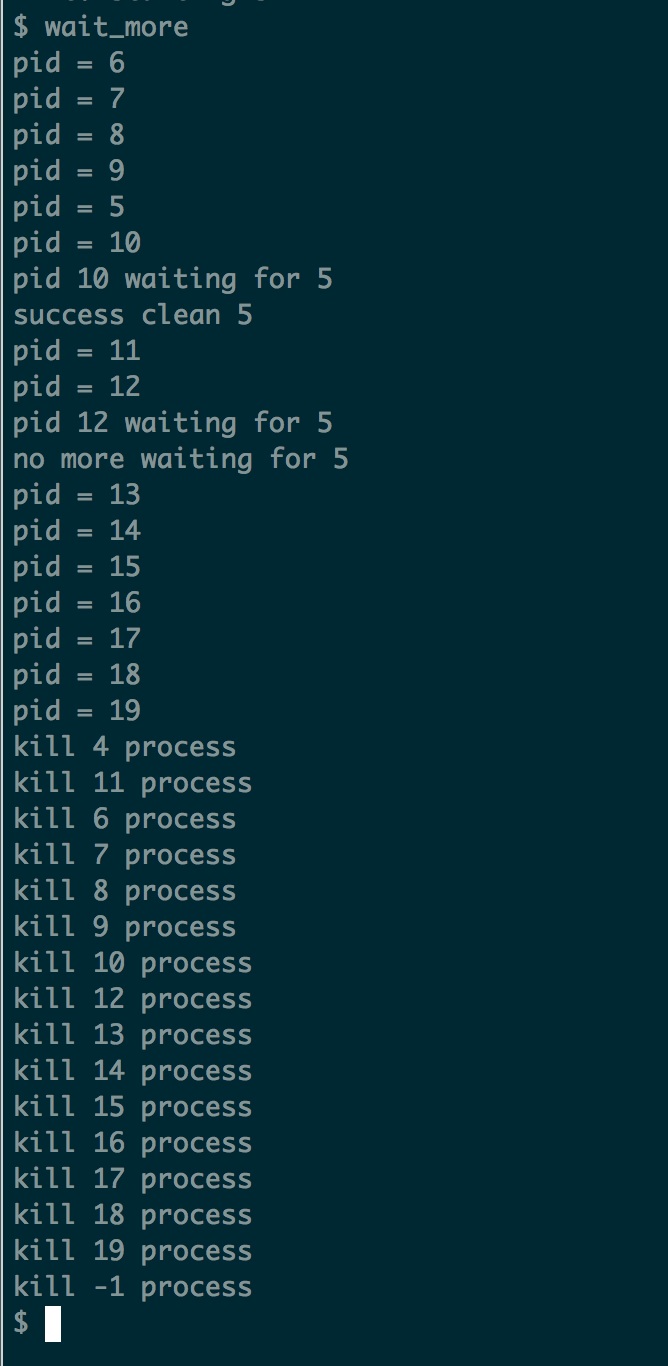 $ wait_more
pid = 6
pid = 7
pid = 8
pid = 9
pid = 5
pid = 10
pid 10 waiting for 5
success clean 5
pid = 11
pid = 12
pid 12 waiting for 5
no more waiting for 5
pid = 13
pid = 14
pid = 15
pid = 16
pid = 17
pid = 18
pid = 19
kill 4 process
kill 11 process
kill 6 process
kill 7 process
kill 8 process
kill 9 process
kill 10 process
kill 12 process
kill 13 process
kill 14 process
kill 15 process
kill 16 process
kill 17 process
kill 18 process
kill 19 process
kill -1 process
$